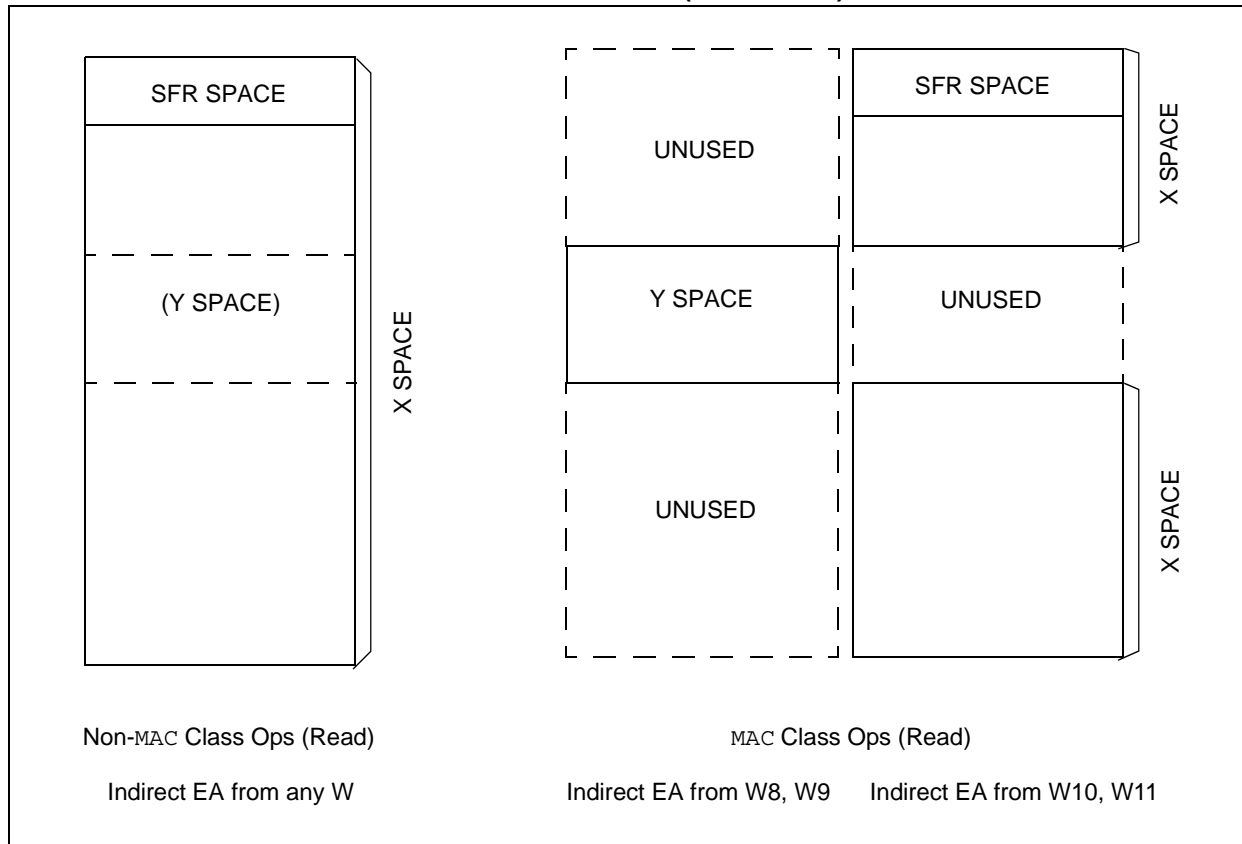 SFR SPACE
(Y SPACE)
X SPACE
UNUSED
Y SPACE
UNUSED
SFR SPACE
UNUSED
X SPACE
X SPACE
Non-MAC Class Ops (Read)
MAC Class Ops (Read)
Indirect EA from any W
Indirect EA from W8, W9
Indirect EA from W10, W11